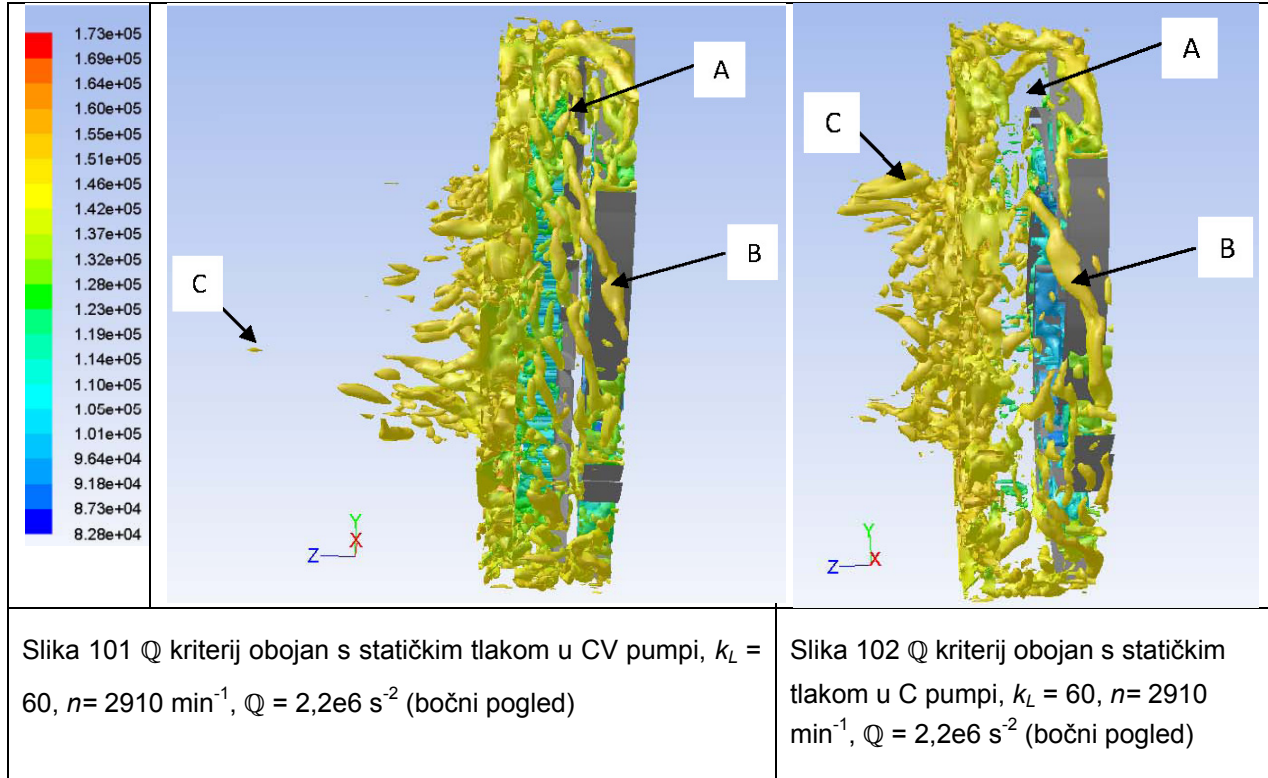 1.73e+05
1.69e+05
1.64e+05
1.60e+05
1.55e+05
1.51e+05
1.46e+05
1.42e+05
1.37e+05
1.33e+05
1.28e+05
1.23e+05
1.19e+05
1.14e+05
1.10e+05
1.05e+05
1.01e+05
9.64e+04
9.18e+04
8.73e+04
8.28e+04
A
B
C
Y
X
Z
A
C
B
Y
X
Z
Slika 101 ℚ kriterij obojan s statičkim tlakom u CV pumpi, k_L =
60, n= 2910 min⁻¹, ℚ = 2,2e6 s⁻² (bočni pogled)
Slika 102 ℚ kriterij obojan s statičkim
tlakom u C pumpi, k_L = 60, n= 2910
min⁻¹, ℚ = 2,2e6 s⁻² (bočni pogled)